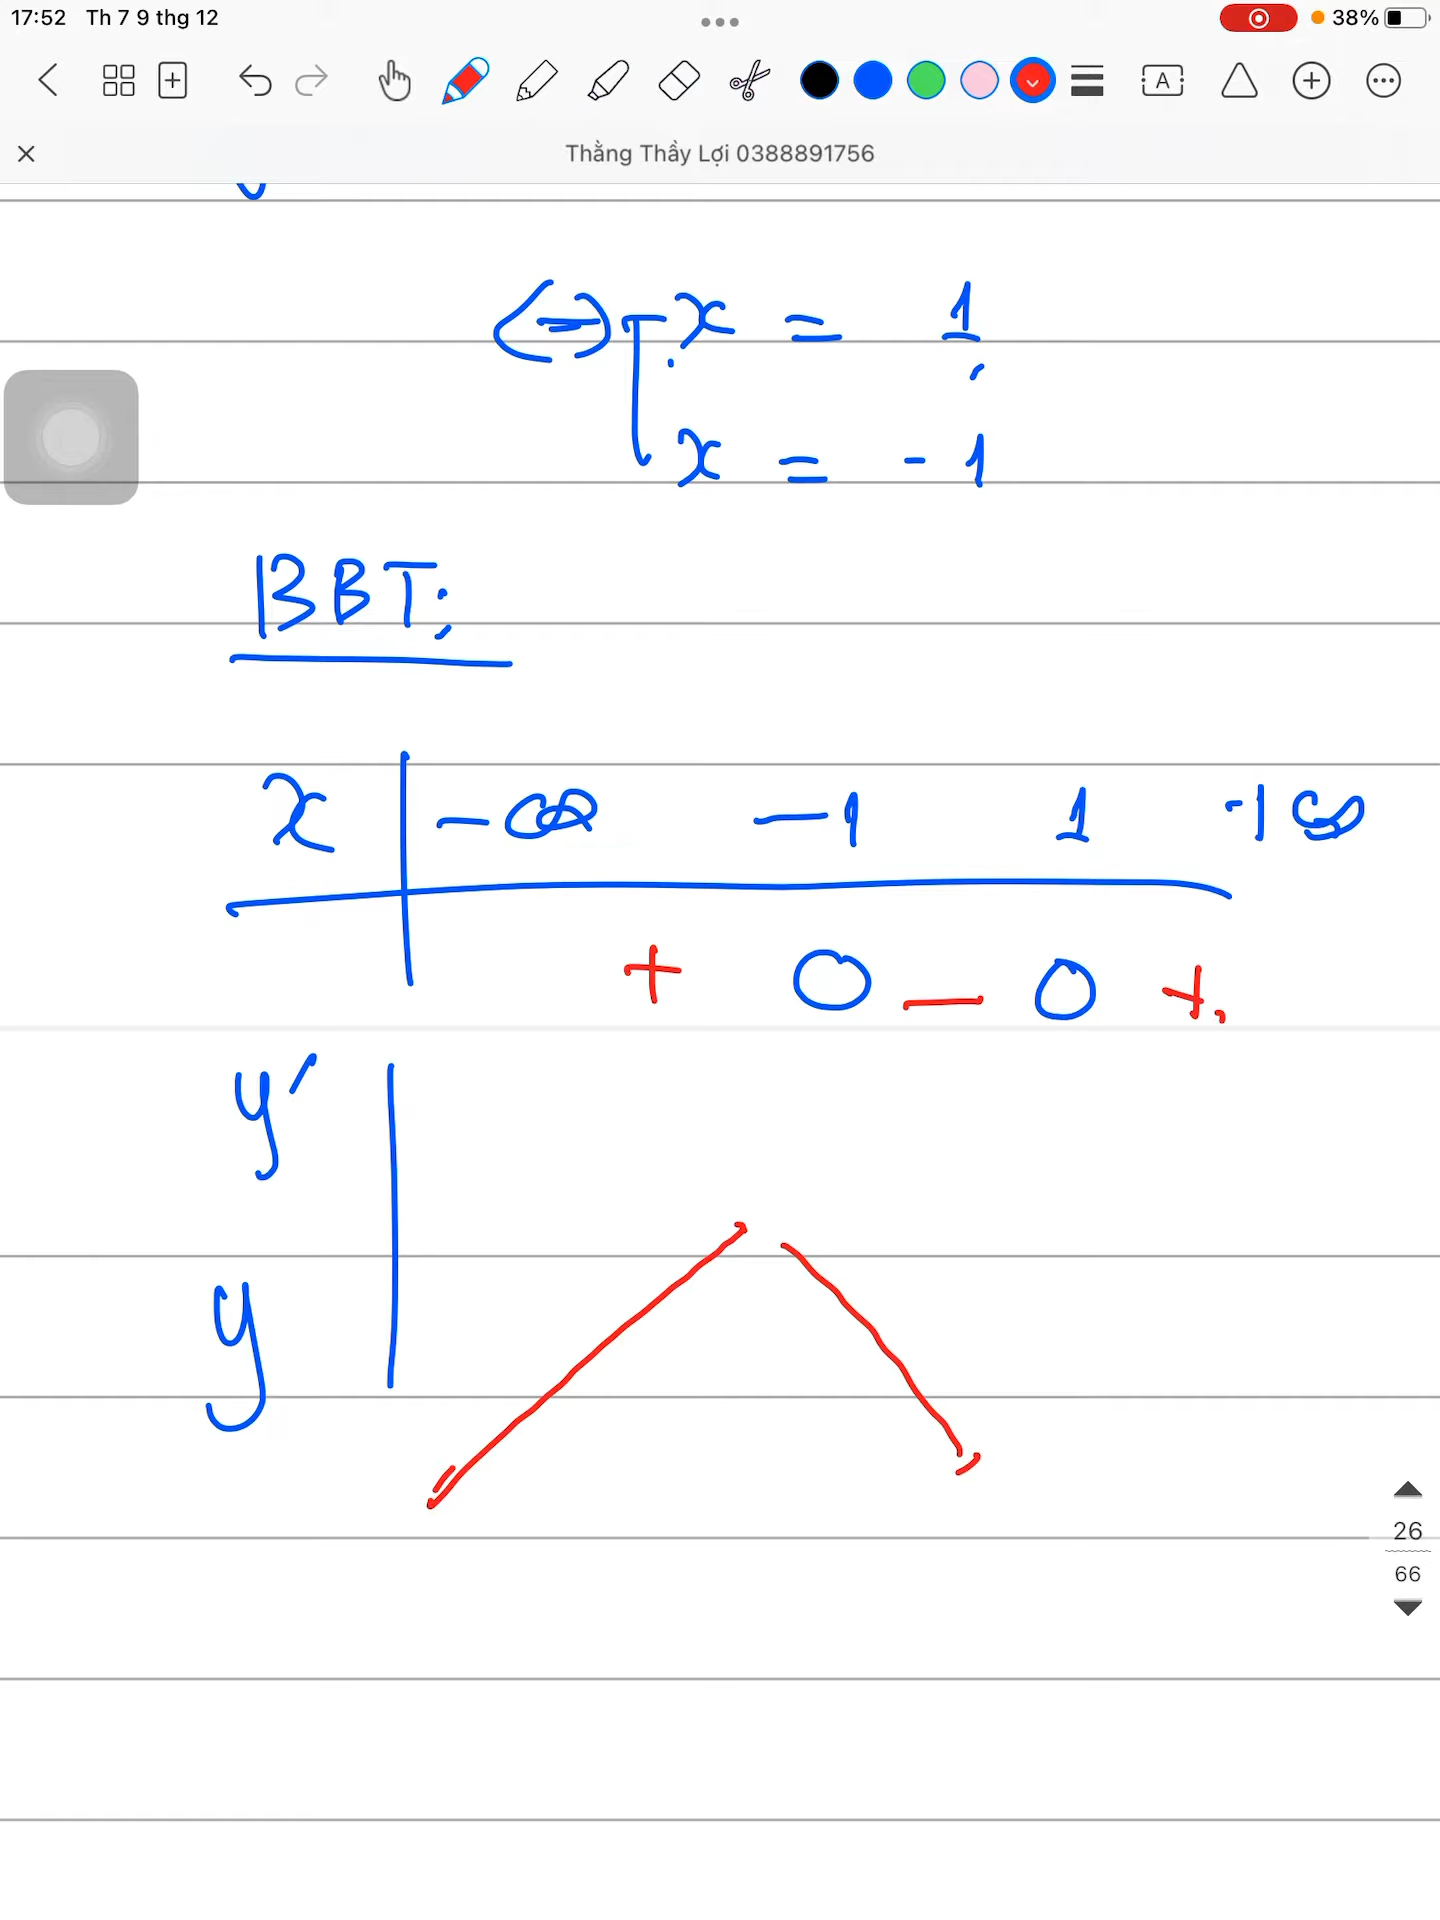 17:52 Th 7 9 thg 12 38%
A
Thằng Thầy Lợi 0388891756
⟺ x = 1
x = - 1
BBT:
x -∞ -1 1 +∞
+ 0 - 0 +
y'
y
26
66